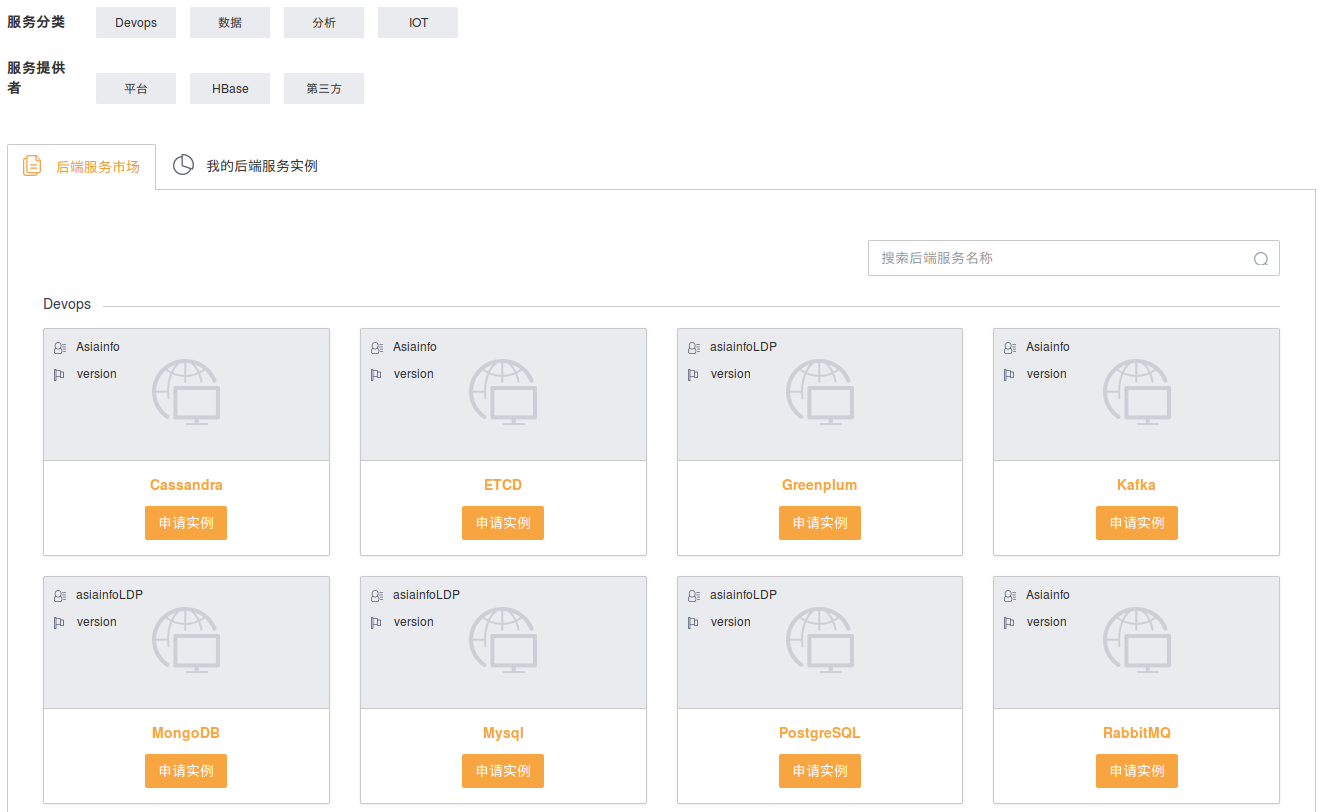 服务分类 Devops 数据 分析 IOT
服务提供
者 平台 HBase 第三方
后端服务市场 我的后端服务实例
搜索后端服务名称
Devops
Asiainfo Asiainfo asiainfoLDP Asiainfo
version version version version
Cassandra ETCD Greenplum Kafka
申请实例 申请实例 申请实例 申请实例
asiainfoLDP asiainfoLDP asiainfoLDP Asiainfo
version version version version
MongoDB Mysql PostgreSQL RabbitMQ
申请实例 申请实例 申请实例 申请实例